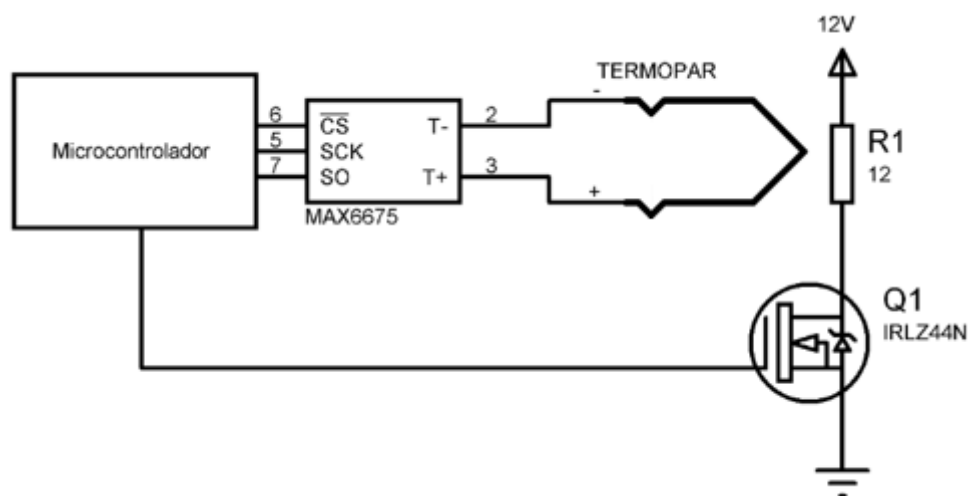 12V
TERMOPAR
-
Microcontrolador
6
5
7
CS
SCK
SO
T-
T+
2
3
+
MAX6675
R1
12
Q1
IRLZ44N